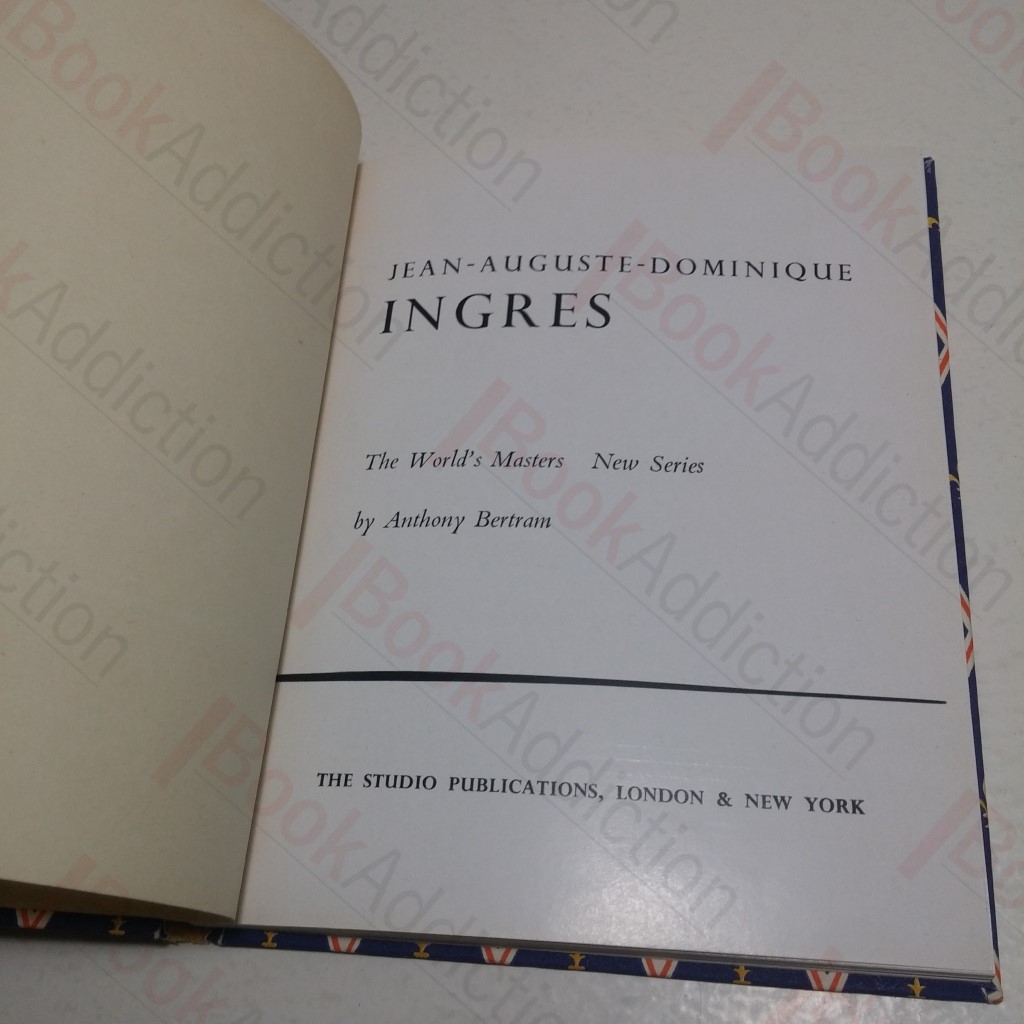 JEAN-AUGUSTE-DOMINIQUE
INGRES
The World's Masters New Series
by Anthony Bertram
THE STUDIO PUBLICATIONS, LONDON & NEW YORK
BookAddiction